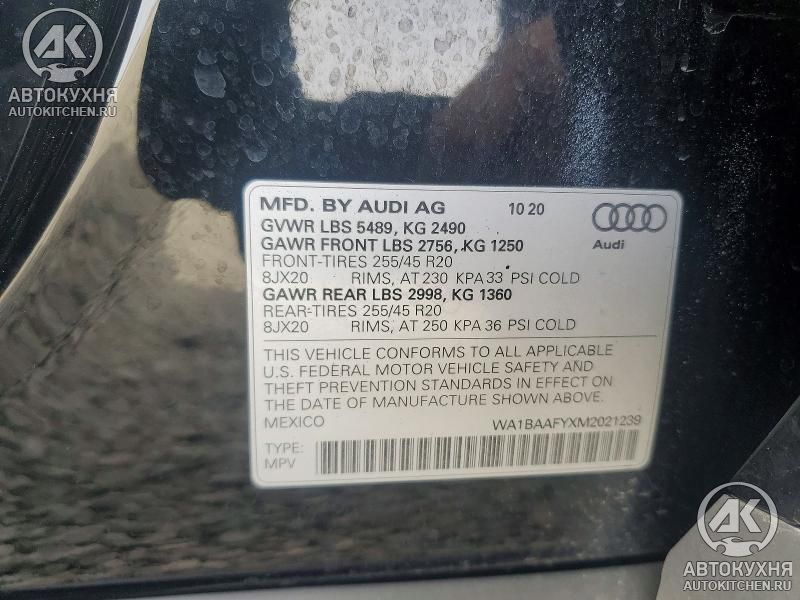 АК
АВТОКУХНЯ
AUTOKITCHEN.RU
MFD. BY AUDI AG 10 20
GVWR LBS 5489, KG 2490
GAWR FRONT LBS 2756, KG 1250
FRONT-TIRES 255/45 R20
8JX20 RIMS, AT 230 KPA 33 PSI COLD
GAWR REAR LBS 2998, KG 1360
REAR-TIRES 255/45 R20
8JX20 RIMS, AT 250 KPA 36 PSI COLD
Audi
THIS VEHICLE CONFORMS TO ALL APPLICABLE
U.S. FEDERAL MOTOR VEHICLE SAFETY AND
THEFT PREVENTION STANDARDS IN EFFECT ON
THE DATE OF MANUFACTURE SHOWN ABOVE.
MEXICO WA1BAAFYXM2021239
TYPE:
MPV
АК
АВТОКУХНЯ
AUTOKITCHEN.RU